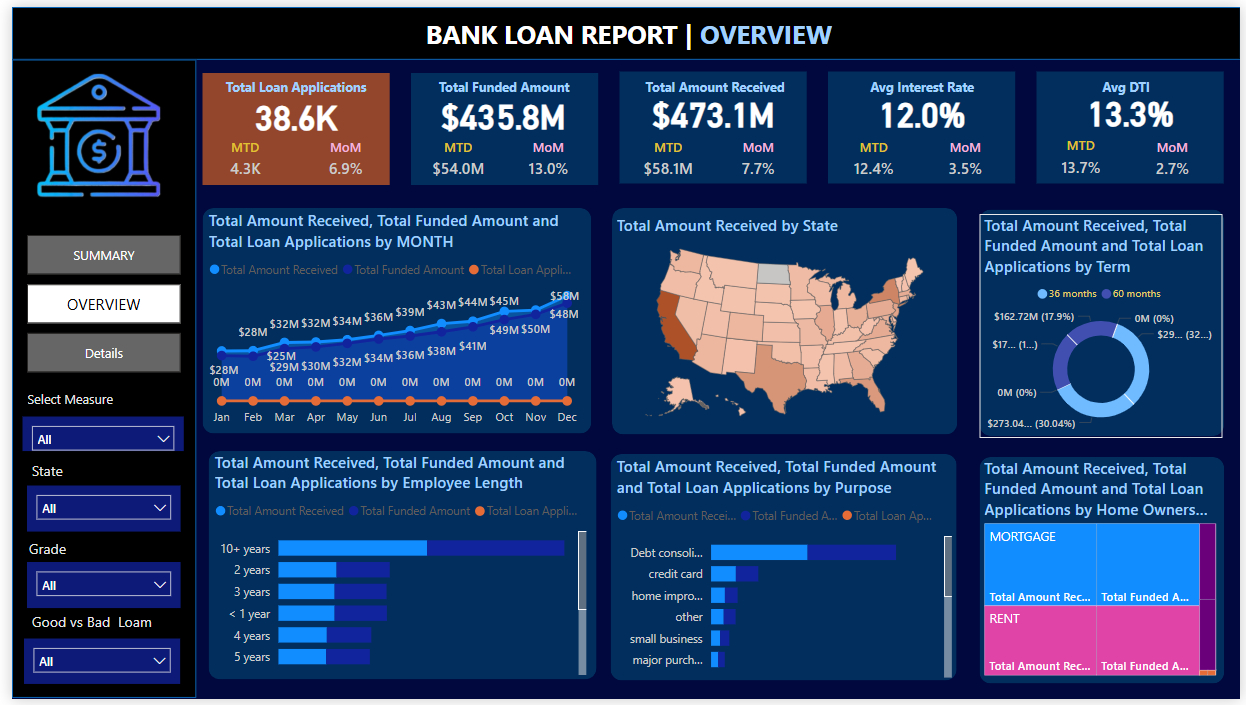 BANK LOAN REPORT | OVERVIEW
Total Loan Applications
38.6K
MTD
MoM
4.3K
6.9%
Total Funded Amount
$435.8M
MTD
MoM
$54.0M
13.0%
Total Amount Received
$473.1M
MTD
MoM
$58.1M
7.7%
Avg Interest Rate
12.0%
MTD
MoM
12.4%
3.5%
Avg DTI
13.3%
MTD
MoM
13.7%
2.7%
SUMMARY
OVERVIEW
Details
Select Measure
All
State
All
Grade
All
Good vs Bad Loam
All
Total Amount Received, Total Funded Amount and
Total Loan Applications by MONTH
Total Amount Received Total Funded Amount Total Loan Appli...
$28M
$32M
$32M
$34M
$36M
$39M
$43M
$44M
$45M
$58M
$28M
$25M
$29M
$30M
$32M
$34M
$36M
$38M
$41M
$49M
$50M
$48M
0M 0M 0M 0M 0M 0M 0M 0M 0M 0M 0M 0M
Jan Feb Mar Apr May Jun Jul Aug Sep Oct Nov Dec
Total Amount Received by State
Total Amount Received, Total
Funded Amount and Total Loan
Applications by Term
36 months 60 months
$162.72M (17.9%)
0M (0%)
$29... (32...)
$17... (1...)
0M (0%)
$273.04... (30.04%)
Total Amount Received, Total Funded Amount and
Total Loan Applications by Employee Length
Total Amount Received Total Funded Amount Total Loan Appli...
10+ years
2 years
3 years
< 1 year
4 years
5 years
Total Amount Received, Total Funded Amount
and Total Loan Applications by Purpose
Total Amount Recei... Total Funded A... Total Loan Ap...
Debt consoli...
credit card
home impro...
other
small business
major purch...
Total Amount Received, Total
Funded Amount and Total Loan
Applications by Home Owners...
MORTGAGE
Total Amount Rec... Total Funded A...
RENT
Total Amount Rec... Total Funded A...